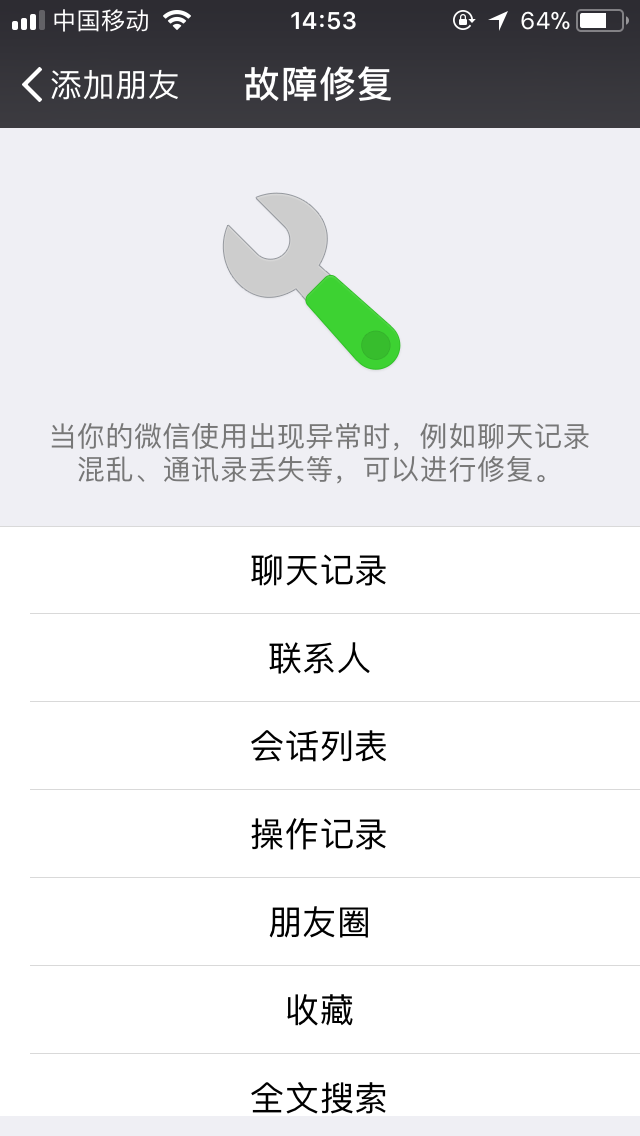 中国移动 14:53 64%
添加朋友 故障修复
当你的微信使用出现异常时，例如聊天记录
混乱、通讯录丢失等，可以进行修复。
聊天记录
联系人
会话列表
操作记录
朋友圈
收藏
全文搜索